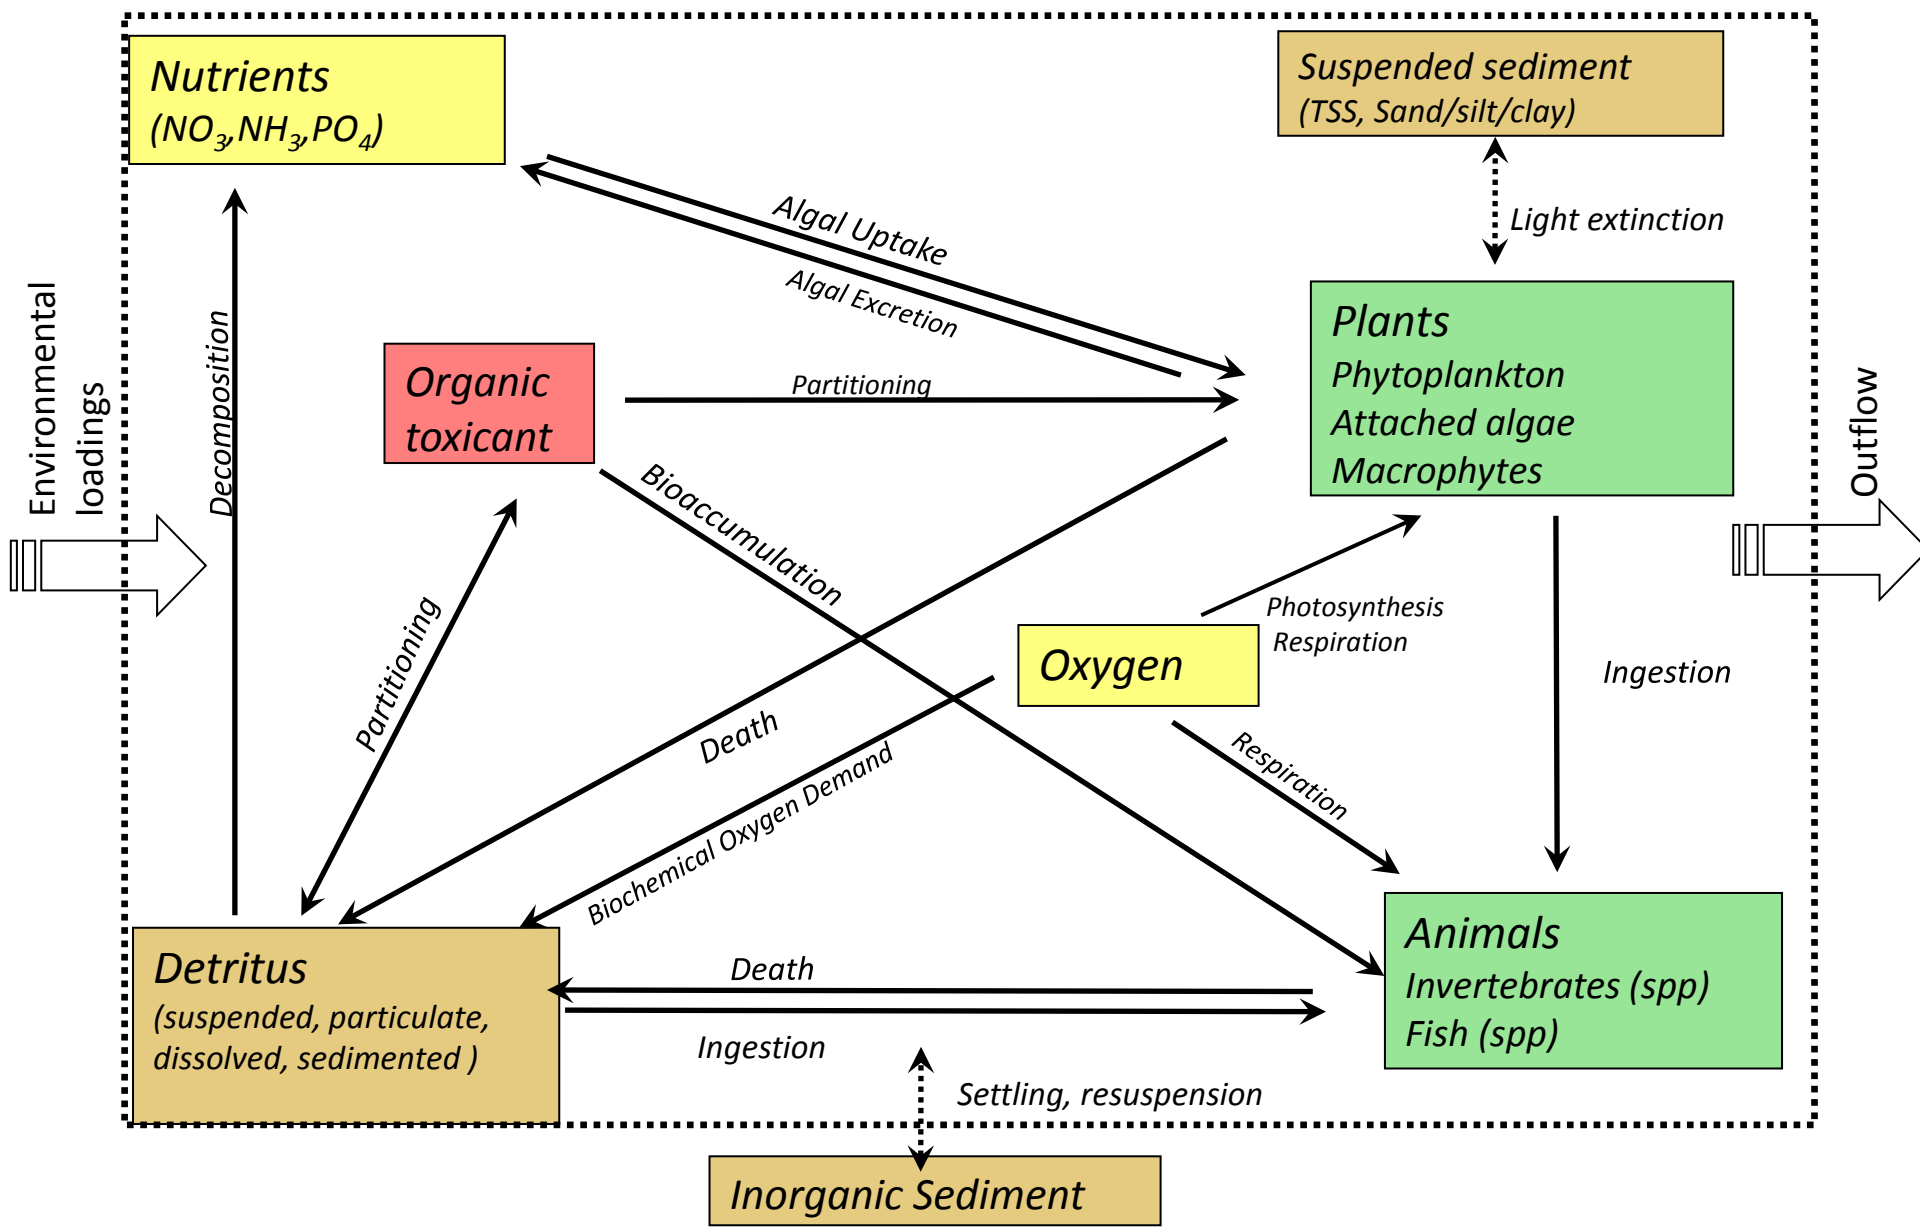 Nutrients
(NO3,NH3,PO4)
Suspended sediment
(TSS, Sand/silt/clay)
Light extinction
Algal Uptake
Algal Excretion
Environmental
loadings
Decomposition
Organic
toxicant
Partitioning
Plants
Phytoplankton
Attached algae
Macrophytes
Outflow
Bioaccumulation
Partitioning
Photosynthesis
Respiration
Oxygen
Ingestion
Death
Biochemical Oxygen Demand
Respiration
Detritus
(suspended, particulate,
dissolved, sedimented )
Death
Ingestion
Animals
Invertebrates (spp)
Fish (spp)
Settling, resuspension
Inorganic Sediment